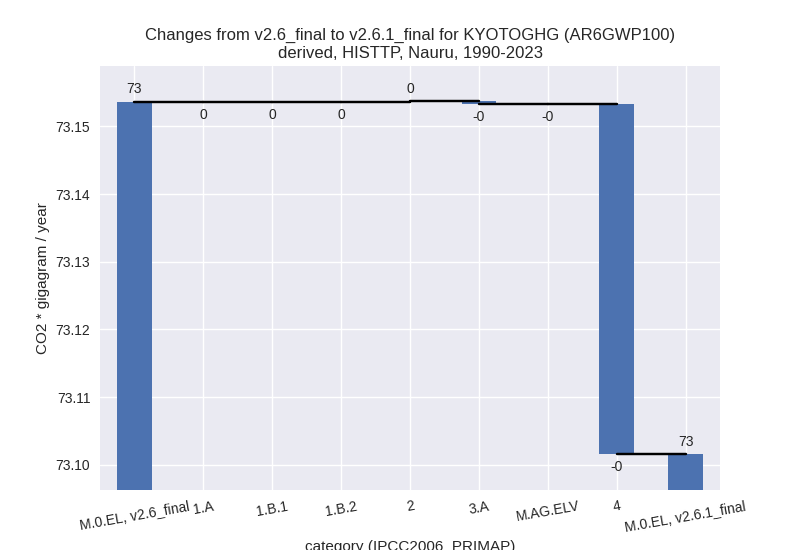 Changes from v2.6_final to v2.6.1_final for KYOTOGHG (AR6GWP100)
derived, HISTTP, Nauru, 1990-2023
73
0
0
0
0
-0
-0
-0
73
73.15
73.14
73.13
73.12
73.11
73.10
CO2 * gigagram / year
M.0.EL, v2.6_final
1.A
1.B.1
1.B.2
2
3.A
M.AG.ELV
4
M.0.EL, v2.6.1_final
category (IPCC2006_PRIMAP)